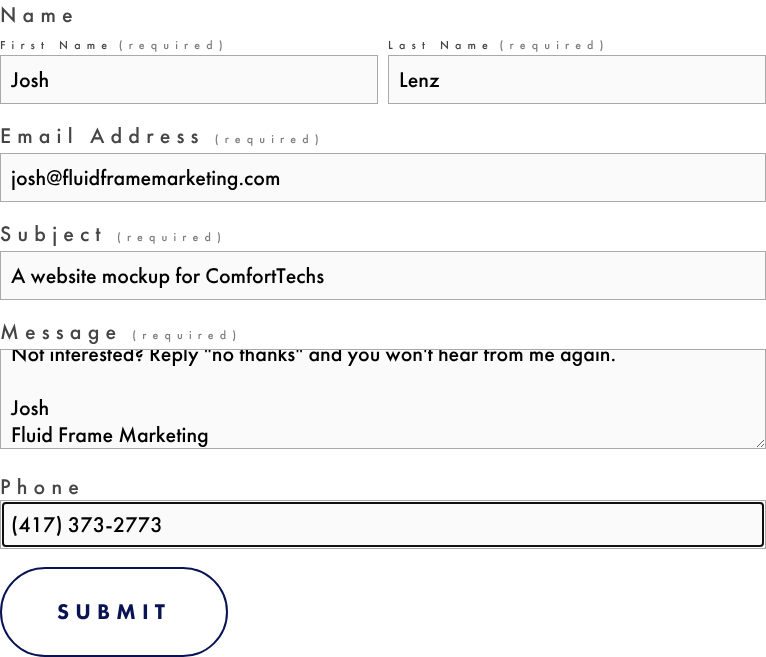 Name
First Name (required) Last Name (required)
Josh Lenz
Email Address (required)
josh@fluidframemarketing.com
Subject (required)
A website mockup for ComfortTechs
Message (required)
Not interested? Reply "no thanks" and you won't hear from me again.
Josh
Fluid Frame Marketing
Phone
(417) 373-2773
SUBMIT